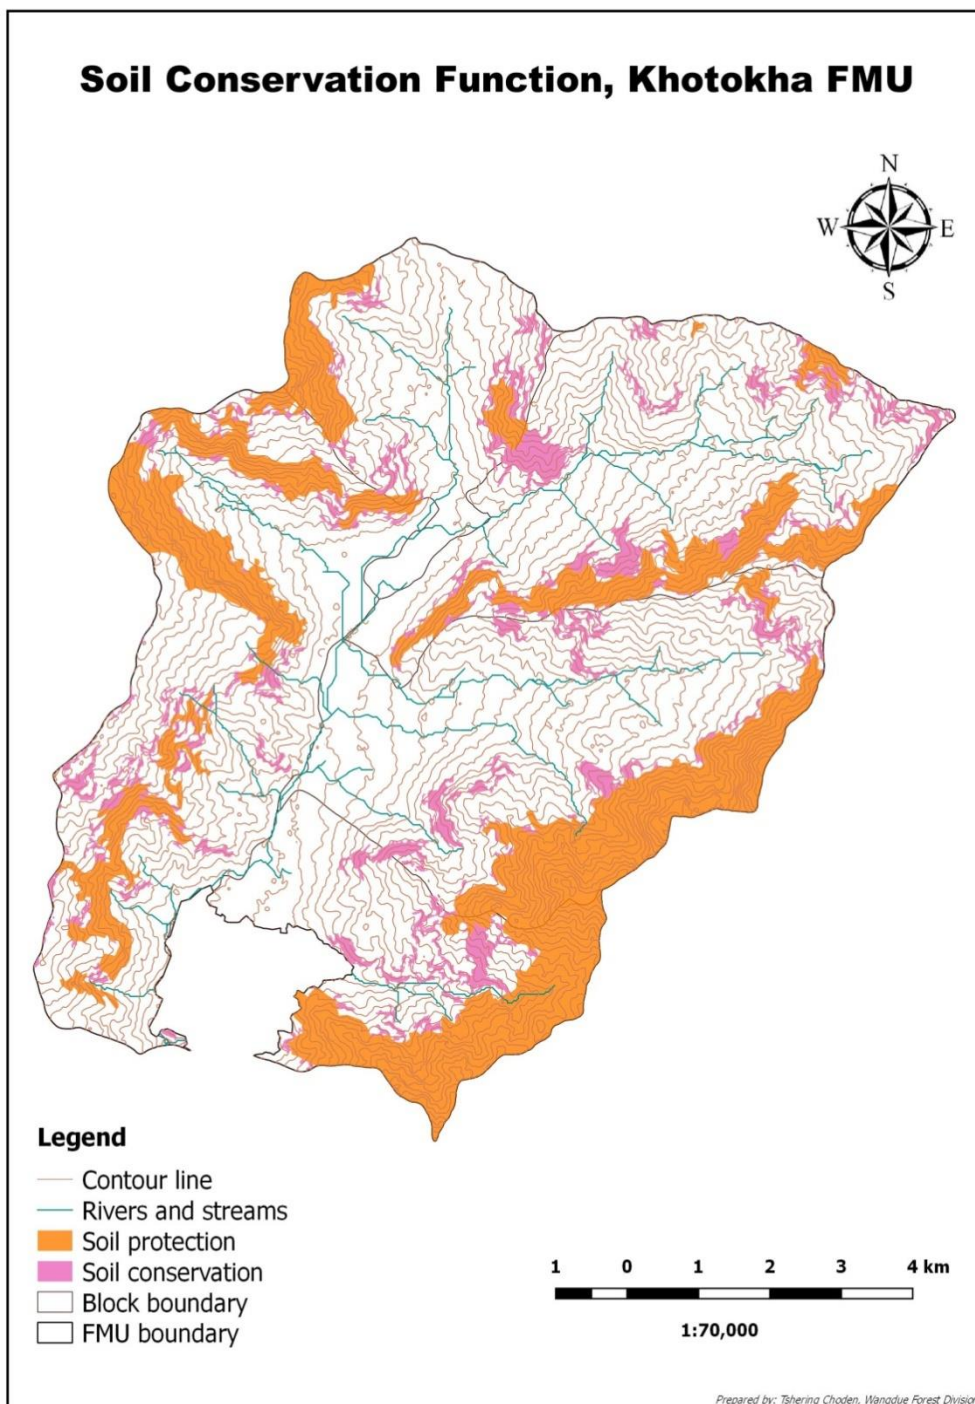 Soil Conservation Function, Khotokha FMU
N
W E
S
Legend
Contour line
Rivers and streams
Soil protection
Soil conservation
Block boundary
FMU boundary
1 0 1 2 3 4 km
1:70,000
Prepared by: Tshering Choden, Wangdue Forest Division